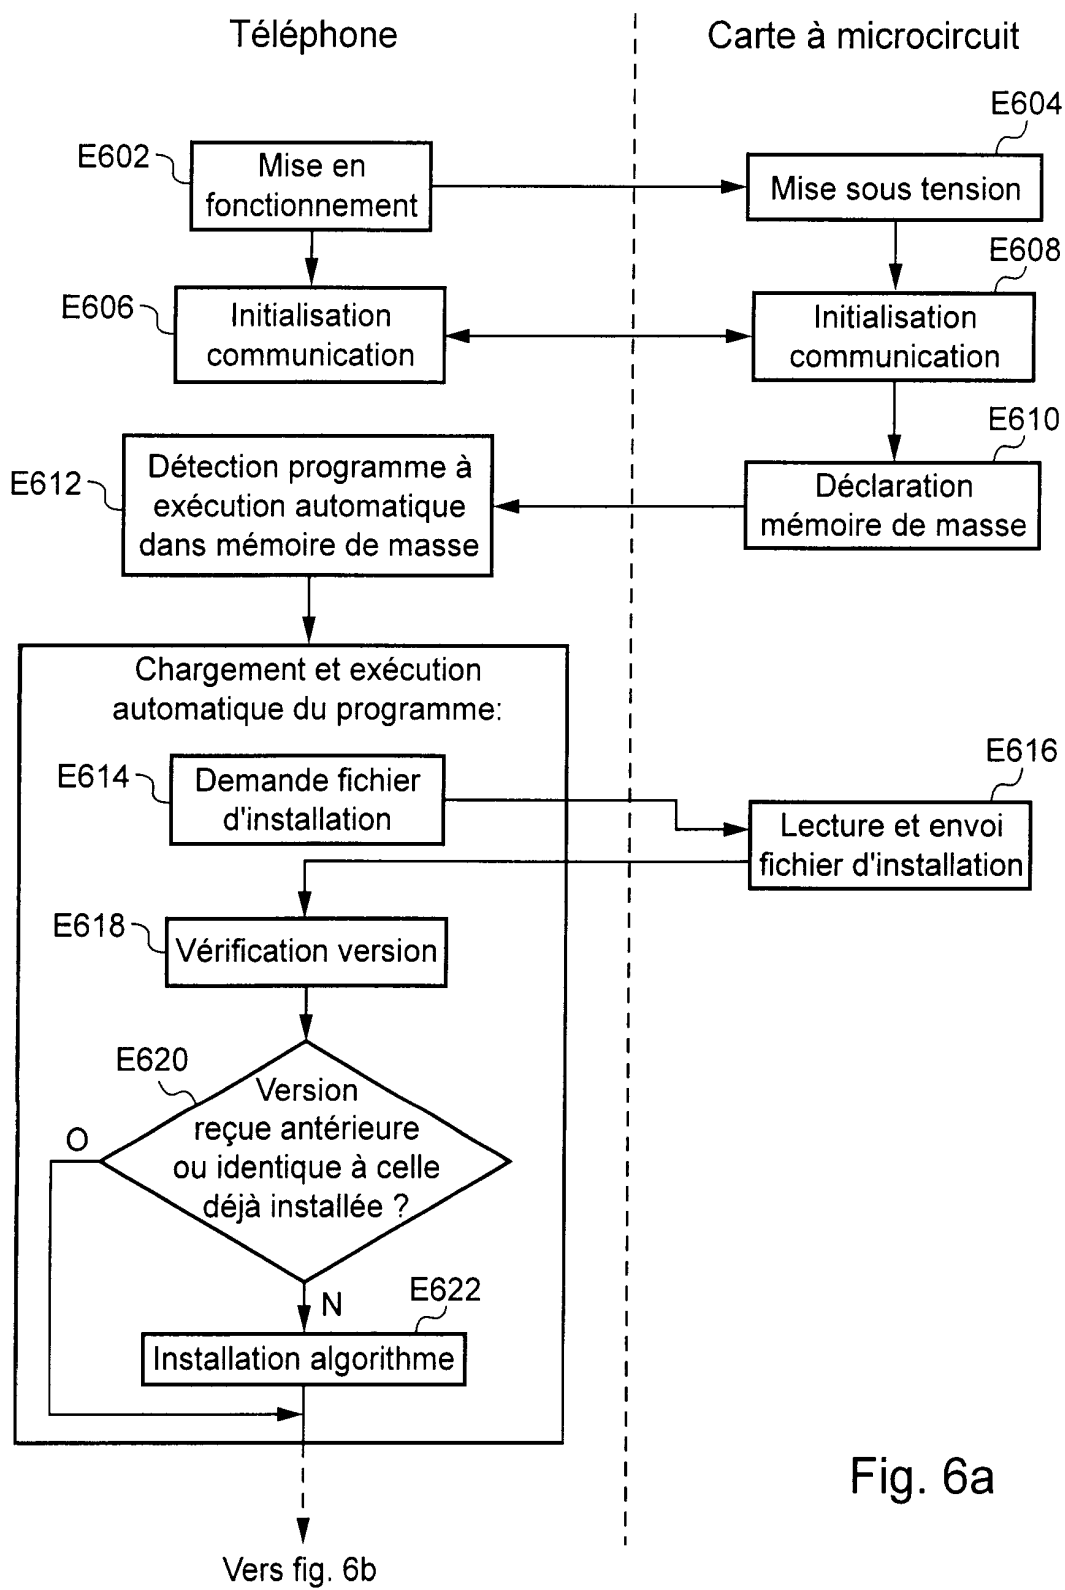 Téléphone
Carte à microcircuit
E604
E602
Mise en
fonctionnement
Mise sous tension
E608
E606
Initialisation
communication
Initialisation
communication
E610
E612
Détection programme à
exécution automatique
dans mémoire de masse
Déclaration
mémoire de masse
Chargement et exécution
automatique du programme:
E614
Demande fichier
d'installation
E616
Lecture et envoi
fichier d'installation
E618
Vérification version
E620
Version
reçue antérieure
ou identique à celle
déjà installée ?
O
N
E622
Installation algorithme
Fig. 6a
Vers fig. 6b